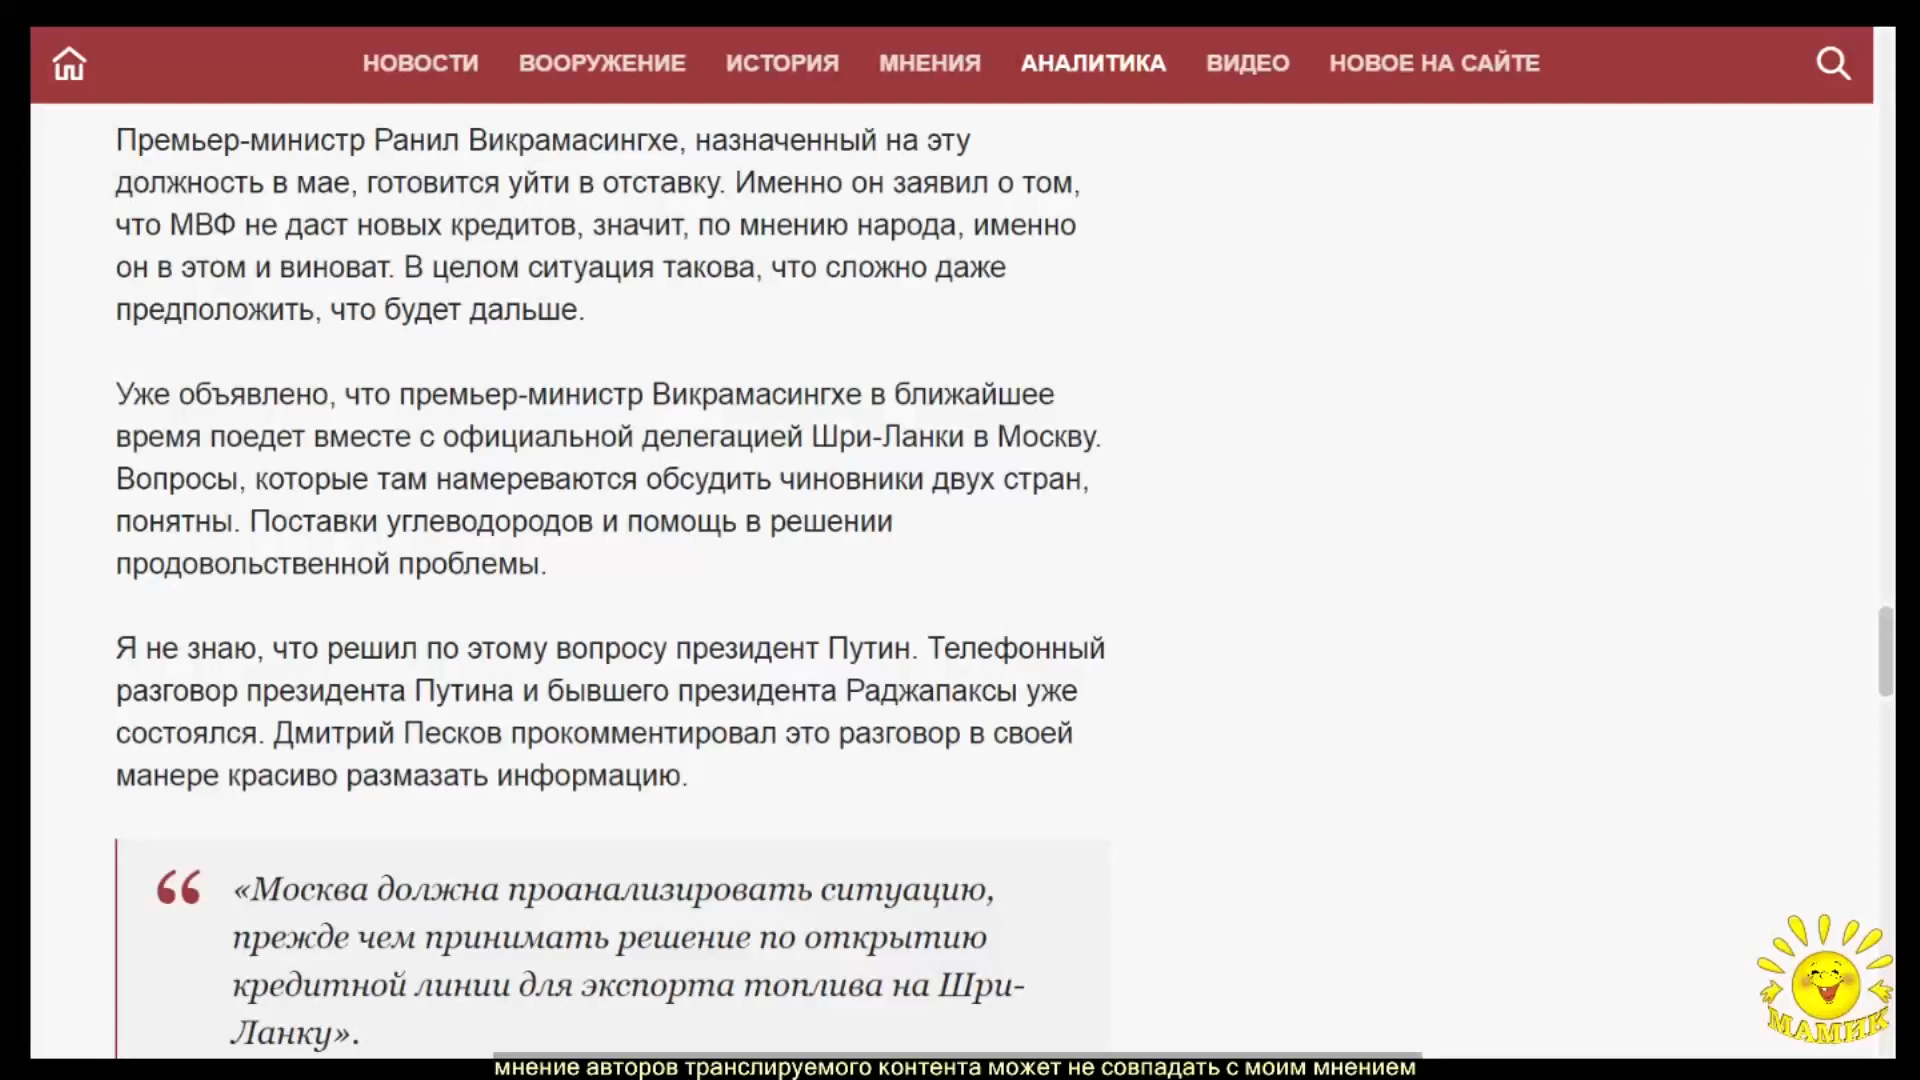 НОВОСТИ ВООРУЖЕНИЕ ИСТОРИЯ МНЕНИЯ АНАЛИТИКА ВИДЕО НОВОЕ НА САЙТЕ
Премьер-министр Ранил Викрамасингхе, назначенный на эту
должность в мае, готовится уйти в отставку. Именно он заявил о том,
что МВФ не даст новых кредитов, значит, по мнению народа, именно
он в этом и виноват. В целом ситуация такова, что сложно даже
предположить, что будет дальше.
Уже объявлено, что премьер-министр Викрамасингхе в ближайшее
время поедет вместе с официальной делегацией Шри-Ланки в Москву.
Вопросы, которые там намереваются обсудить чиновники двух стран,
понятны. Поставки углеводородов и помощь в решении
продовольственной проблемы.
Я не знаю, что решил по этому вопросу президент Путин. Телефонный
разговор президента Путина и бывшего президента Раджапаксы уже
состоялся. Дмитрий Песков прокомментировал это разговор в своей
манере красиво размазать информацию.
«Москва должна проанализировать ситуацию,
прежде чем принимать решение по открытию
кредитной линии для экспорта топлива на Шри-
Ланку».
МАМИК
мнение авторов транслируемого контента может не совпадать с моим мнением